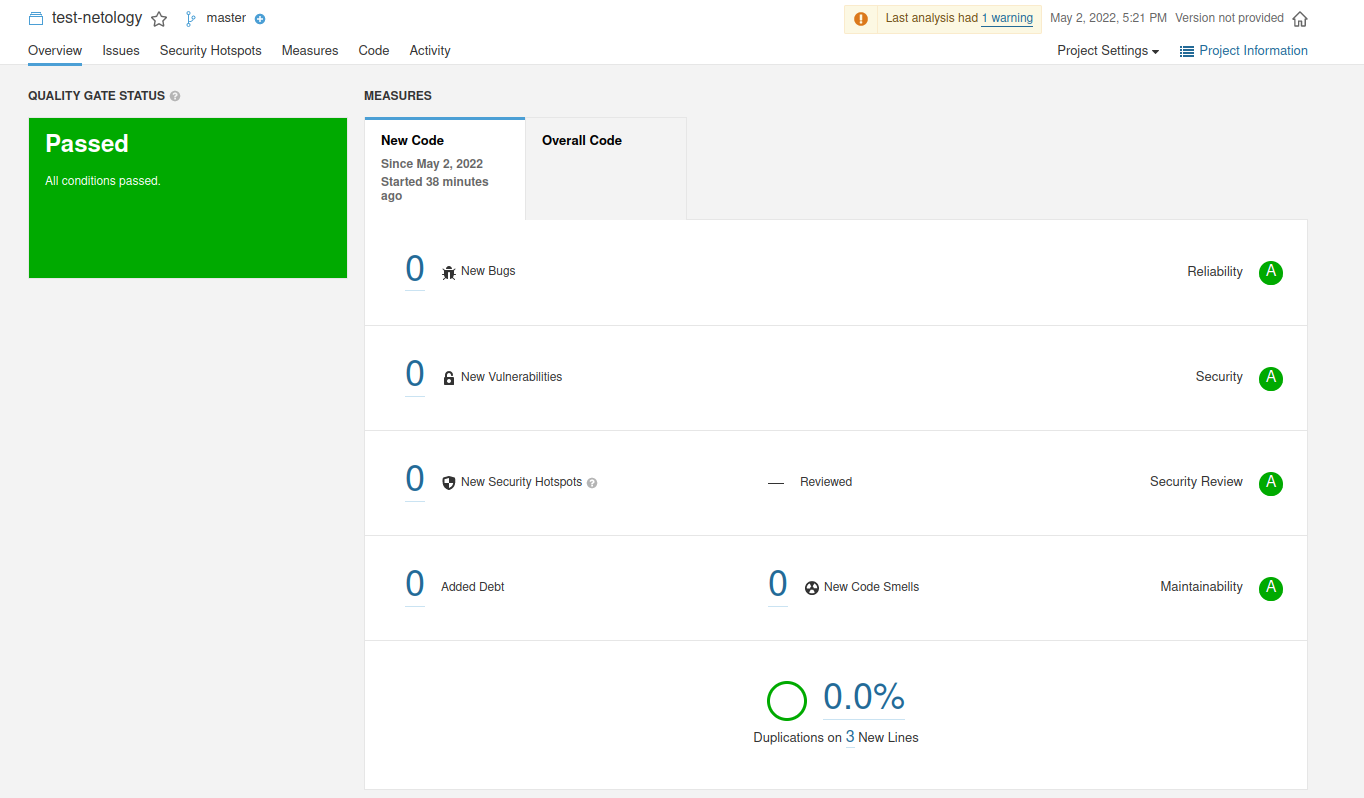 test-netology master
Last analysis had 1 warning May 2, 2022, 5:21 PM Version not provided
Overview Issues Security Hotspots Measures Code Activity
Project Settings Project Information
QUALITY GATE STATUS ?
Passed
All conditions passed.
MEASURES
New Code
Since May 2, 2022
Started 38 minutes
ago
Overall Code
0 New Bugs Reliability A
0 New Vulnerabilities Security A
0 New Security Hotspots ? — Reviewed Security Review A
0 Added Debt 0 New Code Smells Maintainability A
0.0%
Duplications on 3 New Lines